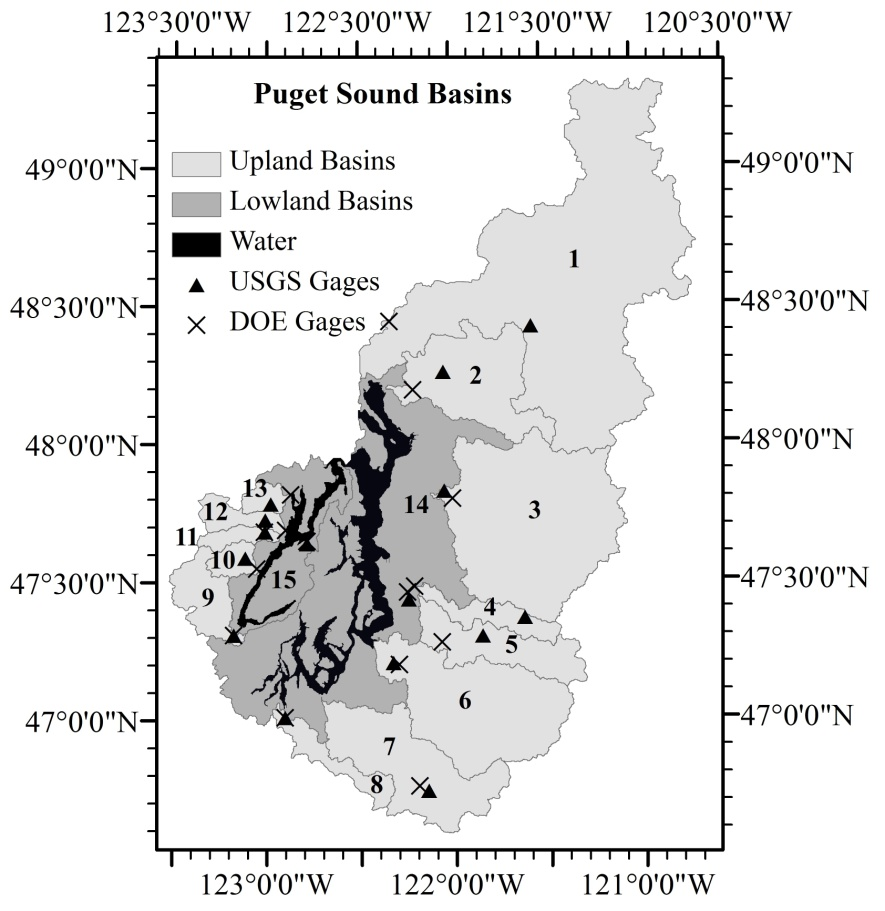 123°30'0"W 122°30'0"W 121°30'0"W 120°30'0"W
Puget Sound Basins
Upland Basins
Lowland Basins
Water
USGS Gages
DOE Gages
49°0'0"N 49°0'0"N
48°30'0"N 48°30'0"N
48°0'0"N 48°0'0"N
47°30'0"N 47°30'0"N
47°0'0"N 47°0'0"N
1
2
3
13
12
14
11
10
15
9
4
5
6
7
8
123°0'0"W 122°0'0"W 121°0'0"W